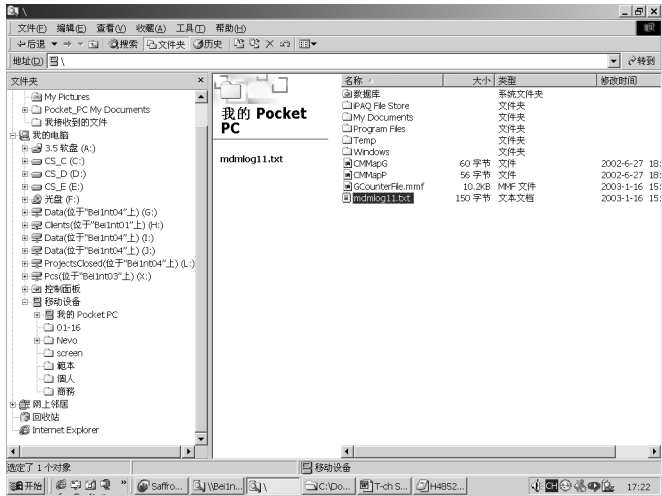 \
文件(F) 编辑(E) 查看(V) 收藏(A) 工具(T) 帮助(H)
后退 搜索 文件夹 历史
地址(D) \ 转到
文件夹 ×
My Pictures
Pocket_PC My Documents
我接收到的文件
我的电脑
3.5 软盘 (A:)
CS_C (C:)
CS_D (D:)
CS_E (E:)
光盘 (F:)
Data(位于"Bei1nt04"上) (G:)
Clients(位于"Bei1nt01"上) (H:)
Data(位于"Bei1nt04"上) (I:)
Data(位于"Bei1nt04"上) (J:)
ProjectsClosed(位于"Bei1nt04"上) (L:)
Pcs(位于"Bei1nt03"上) (X:)
控制面板
移动设备
我的 Pocket PC
01-16
Nevo
screen
範本
個人
商務
网上邻居
回收站
Internet Explorer
我的 Pocket
PC
mdmlog11.txt
名称 大小 类型 修改时间
数据库 系统文件夹
iPAQ File Store 文件夹
My Documents 文件夹
Program Files 文件夹
Temp 文件夹
Windows 文件夹
CMMapG 60 字节 文件 2002-6-27 18:
CMMapP 56 字节 文件 2002-6-27 18:
GCounterFile.mmf 10.2KB MMF 文件 2003-1-16 15:
mdmlog11.txt 150 字节 文本文档 2003-1-16 15:
选定了 1 个对象 移动设备
开始 » Saffro... \\Bei1n... \ C:\Do... T-ch S... H4852... CH 17:22